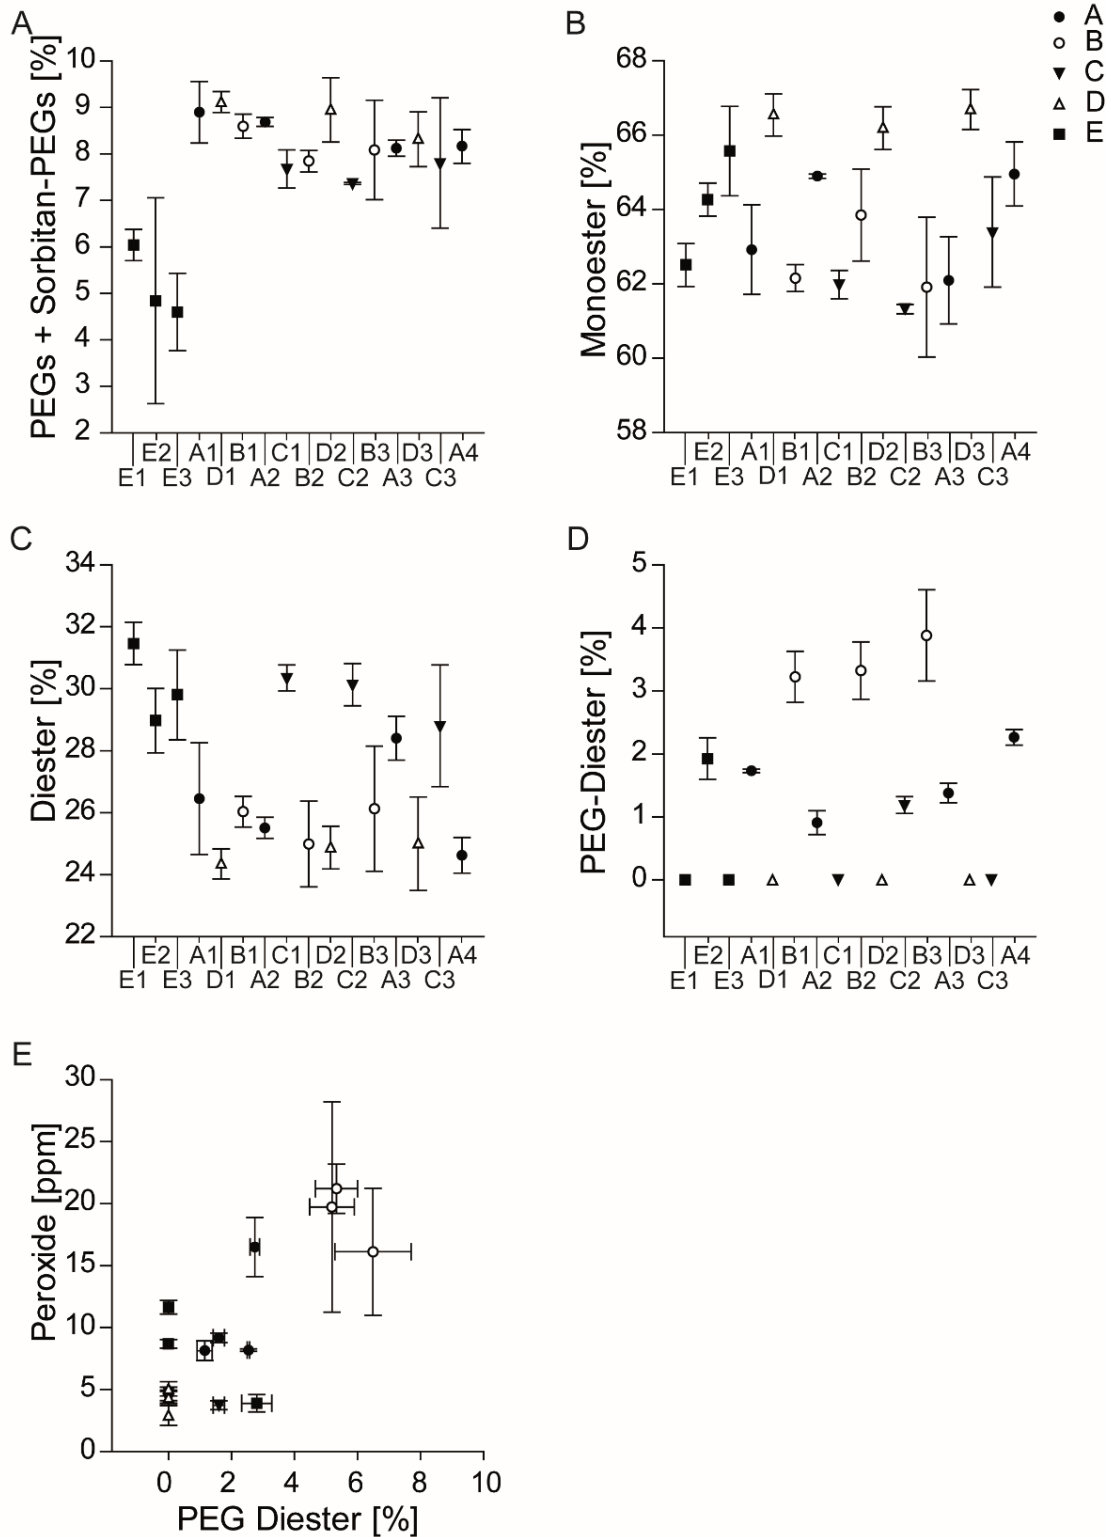 A
PEGs + Sorbitan-PEGs [%]
10
9
8
7
6
5
4
3
2
E2 A1 B1 C1 D2 B3 D3 A4
E1 E3 D1 A2 B2 C2 A3 C3
B
Monoester [%]
68
66
64
62
60
58
E2 A1 B1 C1 D2 B3 D3 A4
E1 E3 D1 A2 B2 C2 A3 C3
A
B
C
D
E
C
Diester [%]
34
32
30
28
26
24
22
E2 A1 B1 C1 D2 B3 D3 A4
E1 E3 D1 A2 B2 C2 A3 C3
D
PEG-Diester [%]
5
4
3
2
1
0
E2 A1 B1 C1 D2 B3 D3 A4
E1 E3 D1 A2 B2 C2 A3 C3
E
Peroxide [ppm]
30
25
20
15
10
5
0
0 2 4 6 8 10
PEG Diester [%]